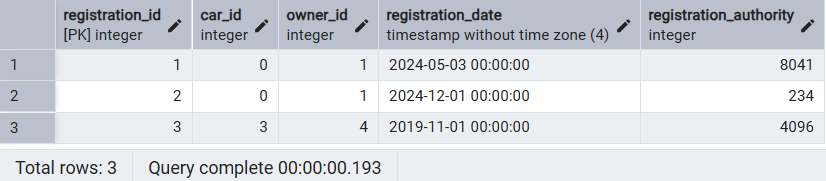 registration_id car_id owner_id registration_date registration_authority
[PK] integer integer integer timestamp without time zone (4) integer
1 1 0 1 2024-05-03 00:00:00 8041
2 2 0 1 2024-12-01 00:00:00 234
3 3 3 4 2019-11-01 00:00:00 4096
Total rows: 3 Query complete 00:00:00.193